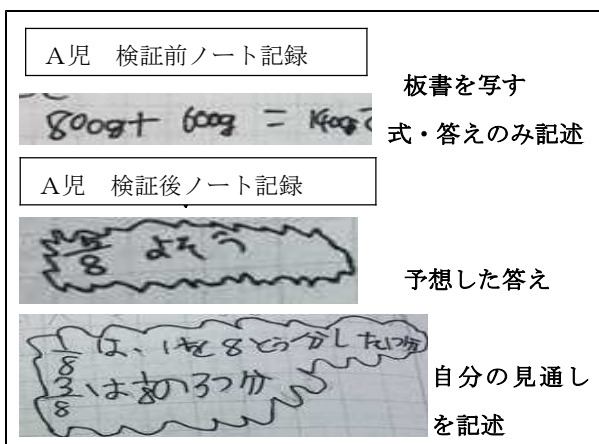 A児 検証前ノート記録
板書を写す
800g+ 600g = 1400g
式・答えのみ記述
A児 検証後ノート記録
5/8 よそう
予想した答え
1/8 は、1を8とう分した1つ分
3/8 は1/8の3つ分
自分の見通し
を記述